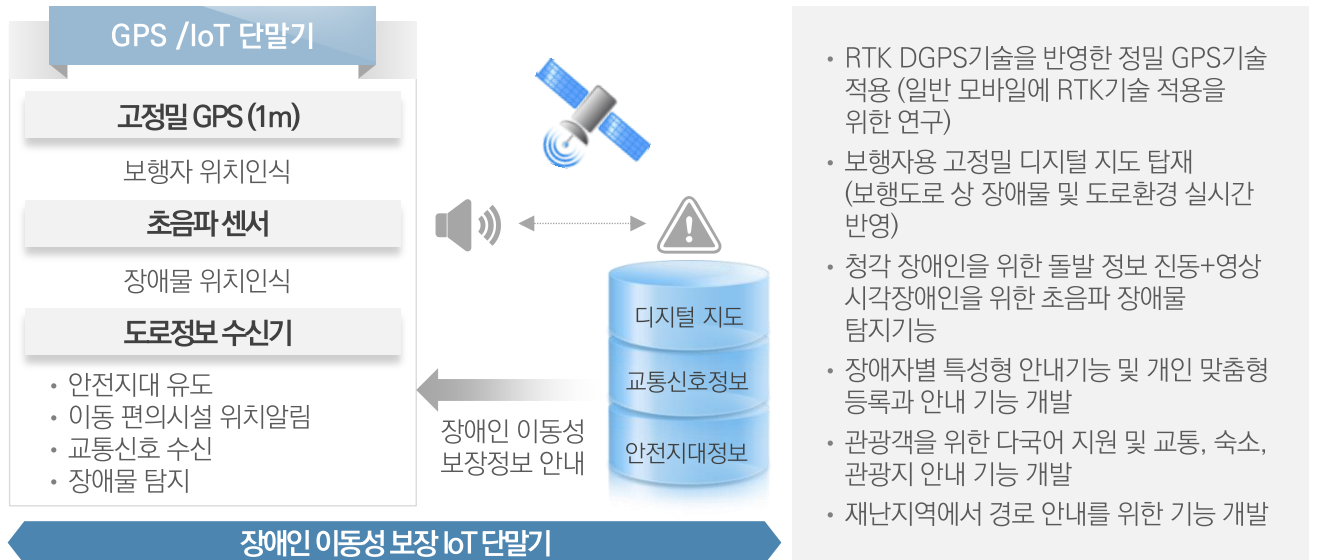 GPS /IoT 단말기
고정밀 GPS (1m)
보행자 위치인식
초음파 센서
장애물 위치인식
도로정보 수신기
• 안전지대 유도
• 이동 편의시설 위치알림
• 교통신호 수신
• 장애물 탐지
디지털 지도
교통신호정보
안전지대정보
장애인 이동성
보장정보 안내
장애인 이동성 보장 IoT 단말기
• RTK DGPS기술을 반영한 정밀 GPS기술
적용 (일반 모바일에 RTK기술 적용을
위한 연구)
• 보행자용 고정밀 디지털 지도 탑재
(보행도로 상 장애물 및 도로환경 실시간
반영)
• 청각 장애인을 위한 돌발 정보 진동+영상
시각장애인을 위한 초음파 장애물
탐지기능
• 장애자별 특성형 안내기능 및 개인 맞춤형
등록과 안내 기능 개발
• 관광객을 위한 다국어 지원 및 교통, 숙소,
관광지 안내 기능 개발
• 재난지역에서 경로 안내를 위한 기능 개발